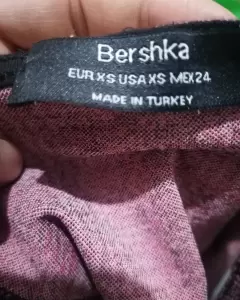 Bershka
EUR XS USA XS MEX 24
MADE IN TURKEY